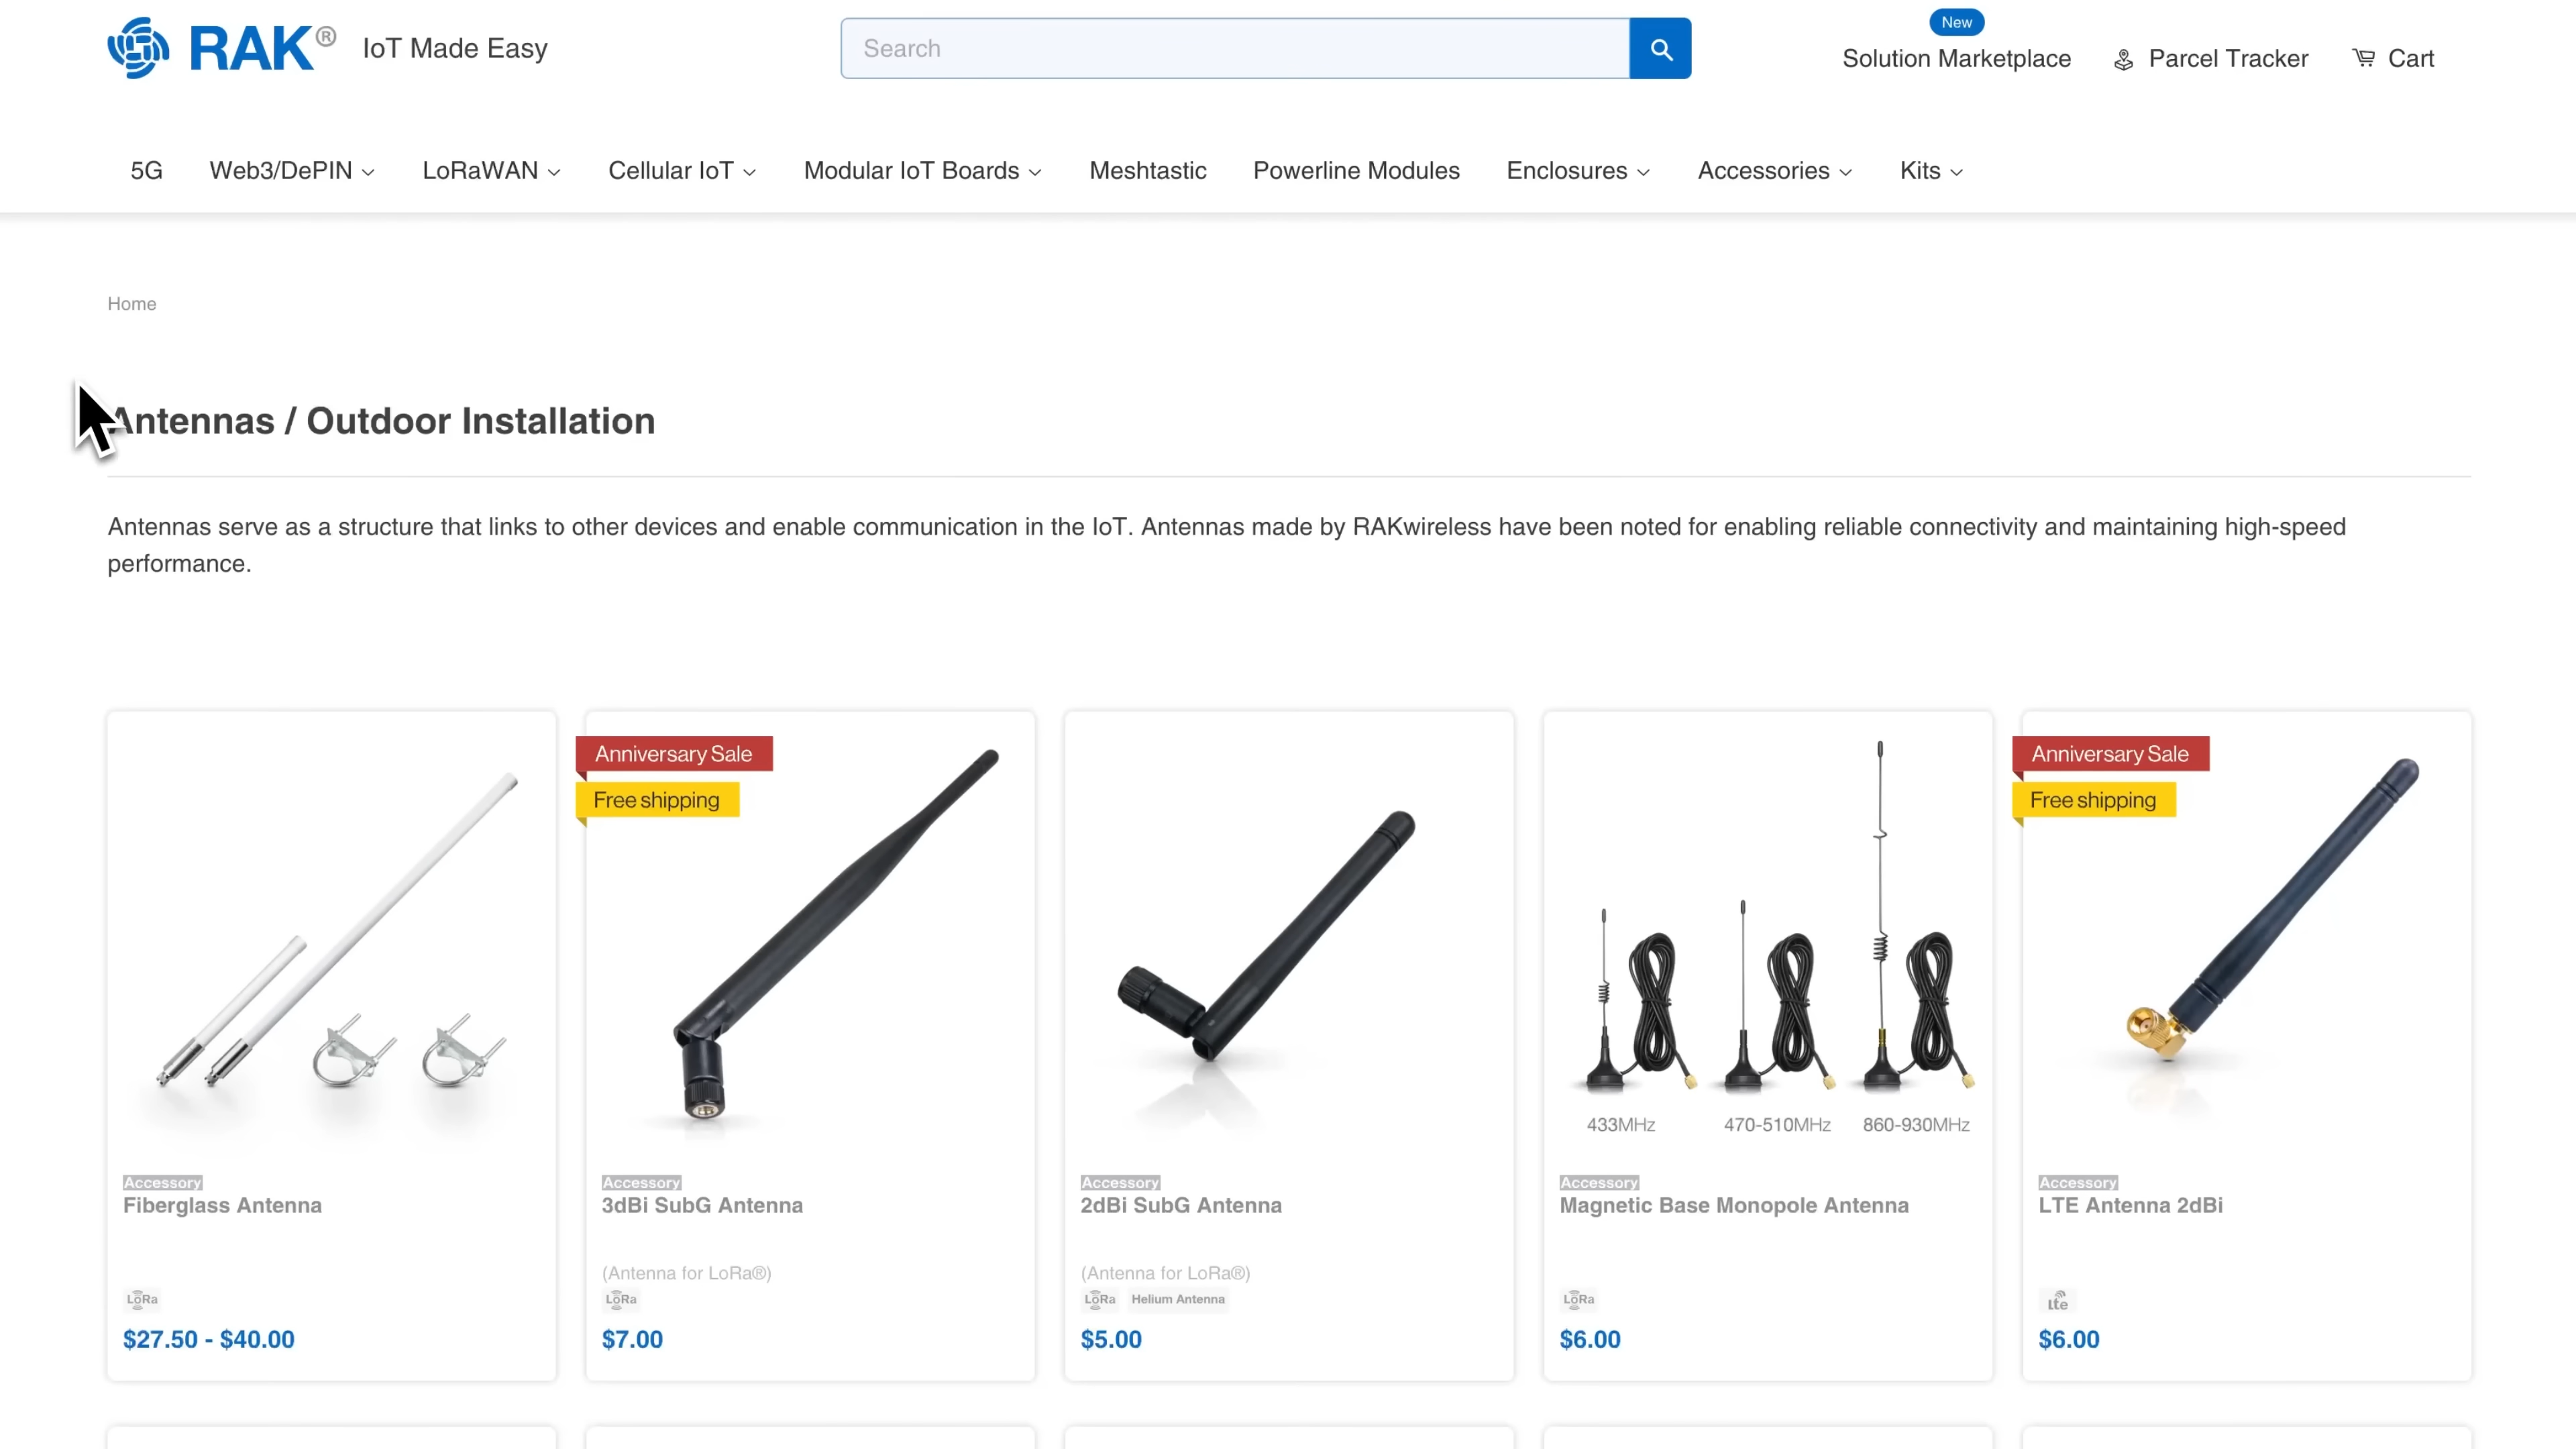 RAK® IoT Made Easy
Search
New
Solution Marketplace
Parcel Tracker
Cart
5G Web3/DePIN LoRaWAN Cellular IoT Modular IoT Boards Meshtastic Powerline Modules Enclosures Accessories Kits
Home
Antennas / Outdoor Installation
Antennas serve as a structure that links to other devices and enable communication in the IoT. Antennas made by RAKwireless have been noted for enabling reliable connectivity and maintaining high-speed
performance.
Accessory
Fiberglass Antenna
LoRa
$27.50 - $40.00
Anniversary Sale
Free shipping
Accessory
3dBi SubG Antenna
(Antenna for LoRa®)
LoRa
$7.00
Accessory
2dBi SubG Antenna
(Antenna for LoRa®)
LoRa Helium Antenna
$5.00
433MHz 470-510MHz 860-930MHz
Accessory
Magnetic Base Monopole Antenna
LoRa
$6.00
Anniversary Sale
Free shipping
Accessory
LTE Antenna 2dBi
Lte
$6.00